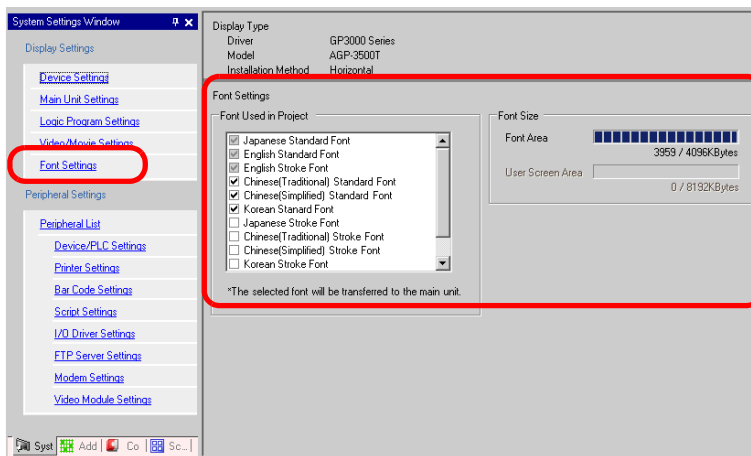 System Settings Window
Display Settings
Device Settings
Main Unit Settings
Logic Program Settings
Video/Movie Settings
Font Settings
Peripheral Settings
Peripheral List
Device/PLC Settings
Printer Settings
Bar Code Settings
Script Settings
I/O Driver Settings
FTP Server Settings
Modem Settings
Video Module Settings
Syst Add Co Sc...
Display Type
Driver GP3000 Series
Model AGP-3500T
Installation Method Horizontal
Font Settings
Font Used in Project
Japanese Standard Font
English Standard Font
English Stroke Font
Chinese(Traditional) Standard Font
Chinese(Simplified) Standard Font
Korean Stanard Font
Japanese Stroke Font
Chinese(Traditional) Stroke Font
Chinese(Simplified) Stroke Font
Korean Stroke Font
*The selected font will be transferred to the main unit.
Font Size
Font Area
3959 / 4096KBytes
User Screen Area
0 / 8192KBytes